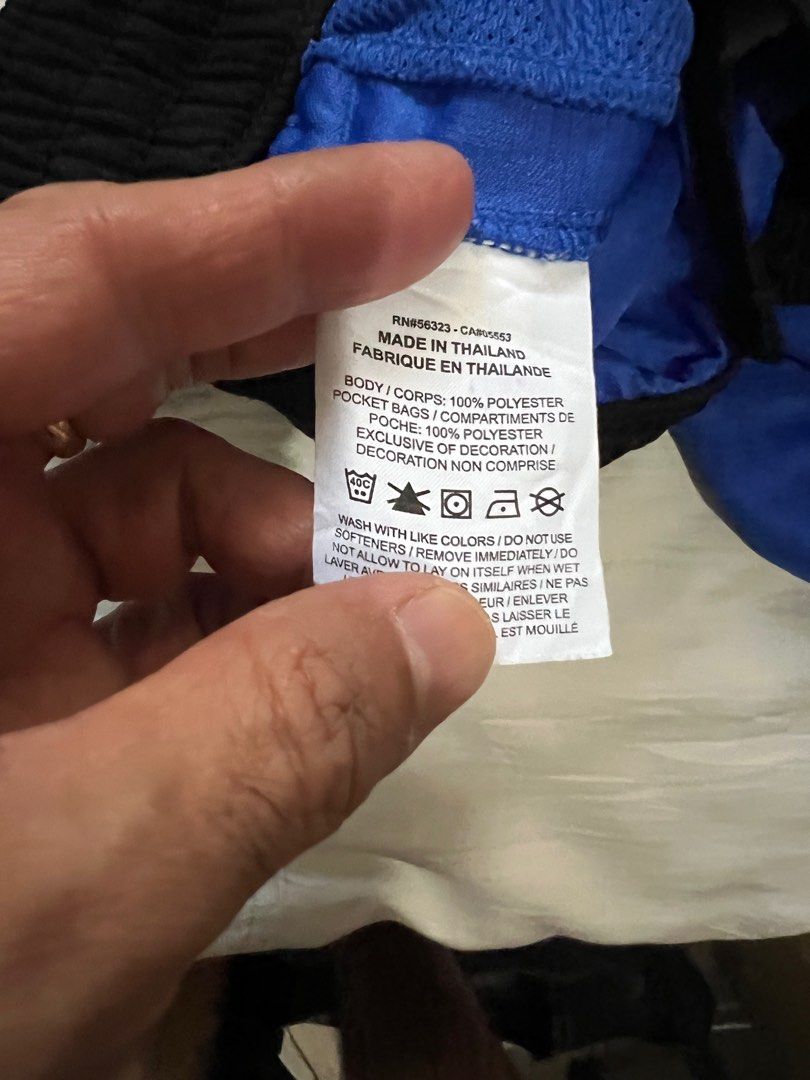 RN#56323 - CA#05553
MADE IN THAILAND
FABRIQUE EN THAILANDE
BODY / CORPS: 100% POLYESTER
POCKET BAGS / COMPARTIMENTS DE
POCHE: 100% POLYESTER
EXCLUSIVE OF DECORATION /
DECORATION NON COMPRISE
40C
WASH WITH LIKE COLORS / DO NOT USE
SOFTENERS / REMOVE IMMEDIATELY / DO
NOT ALLOW TO LAY ON ITSELF WHEN WET
LAVER SIMILAIRES / NE PAS
/ ENLEVER
LAISSER LE
EST MOUILLÉ